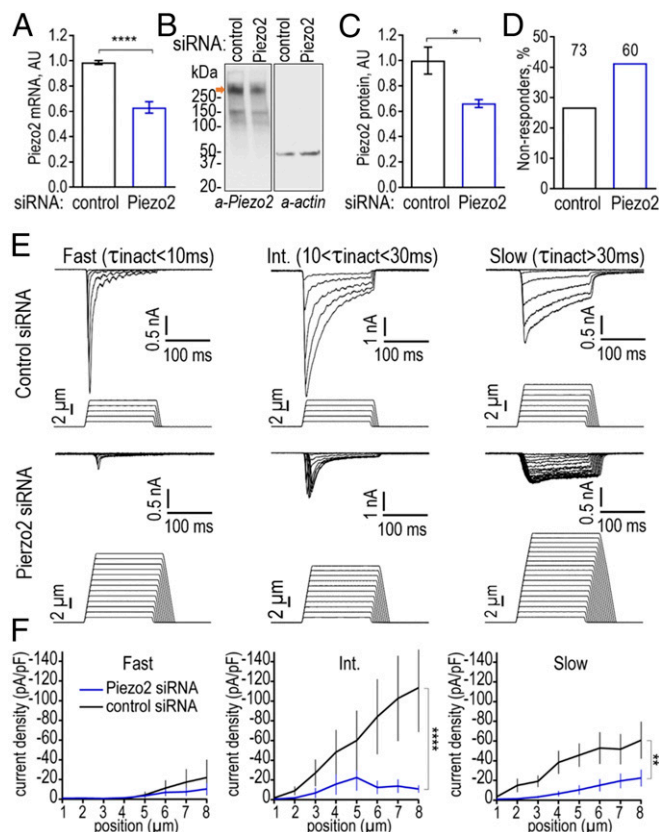 A
****
Piezo2 mRNA, AU
1.0
0.8
0.6
0.4
0.2
0.0
siRNA: control Piezo2
B
siRNA:
control
Piezo2
control
Piezo2
kDa
250
150
100
50
37
20
a-Piezo2 a-actin
C
*
Piezo2 protein, AU
1.2
1.0
0.8
0.6
0.4
0.2
0.0
control Piezo2
D
Non-responders, %
50
40
30
20
10
0
73 60
control
Piezo2
E
Fast (τinact<10ms) Int. (10<τinact<30ms) Slow (τinact>30ms)
Control siRNA
0.5 nA
100 ms
2 μm
1 nA
100 ms
2 μm
0.5 nA
100 ms
2 μm
Pierzo2 siRNA
0.5 nA
100 ms
2 μm
1 nA
100 ms
2 μm
0.5 nA
100 ms
2 μm
F
current density (pA/pF)
-140
-120
-100
-80
-60
-40
-20
0
Fast
Piezo2 siRNA
control siRNA
1 2 3 4 5 6 7 8
position (μm)
current density (pA/pF)
-140
-120
-100
-80
-60
-40
-20
0
Int.
****
1 2 3 4 5 6 7 8
position (μm)
current density (pA/pF)
-140
-120
-100
-80
-60
-40
-20
0
Slow
**
1 2 3 4 5 6 7 8
position (μm)